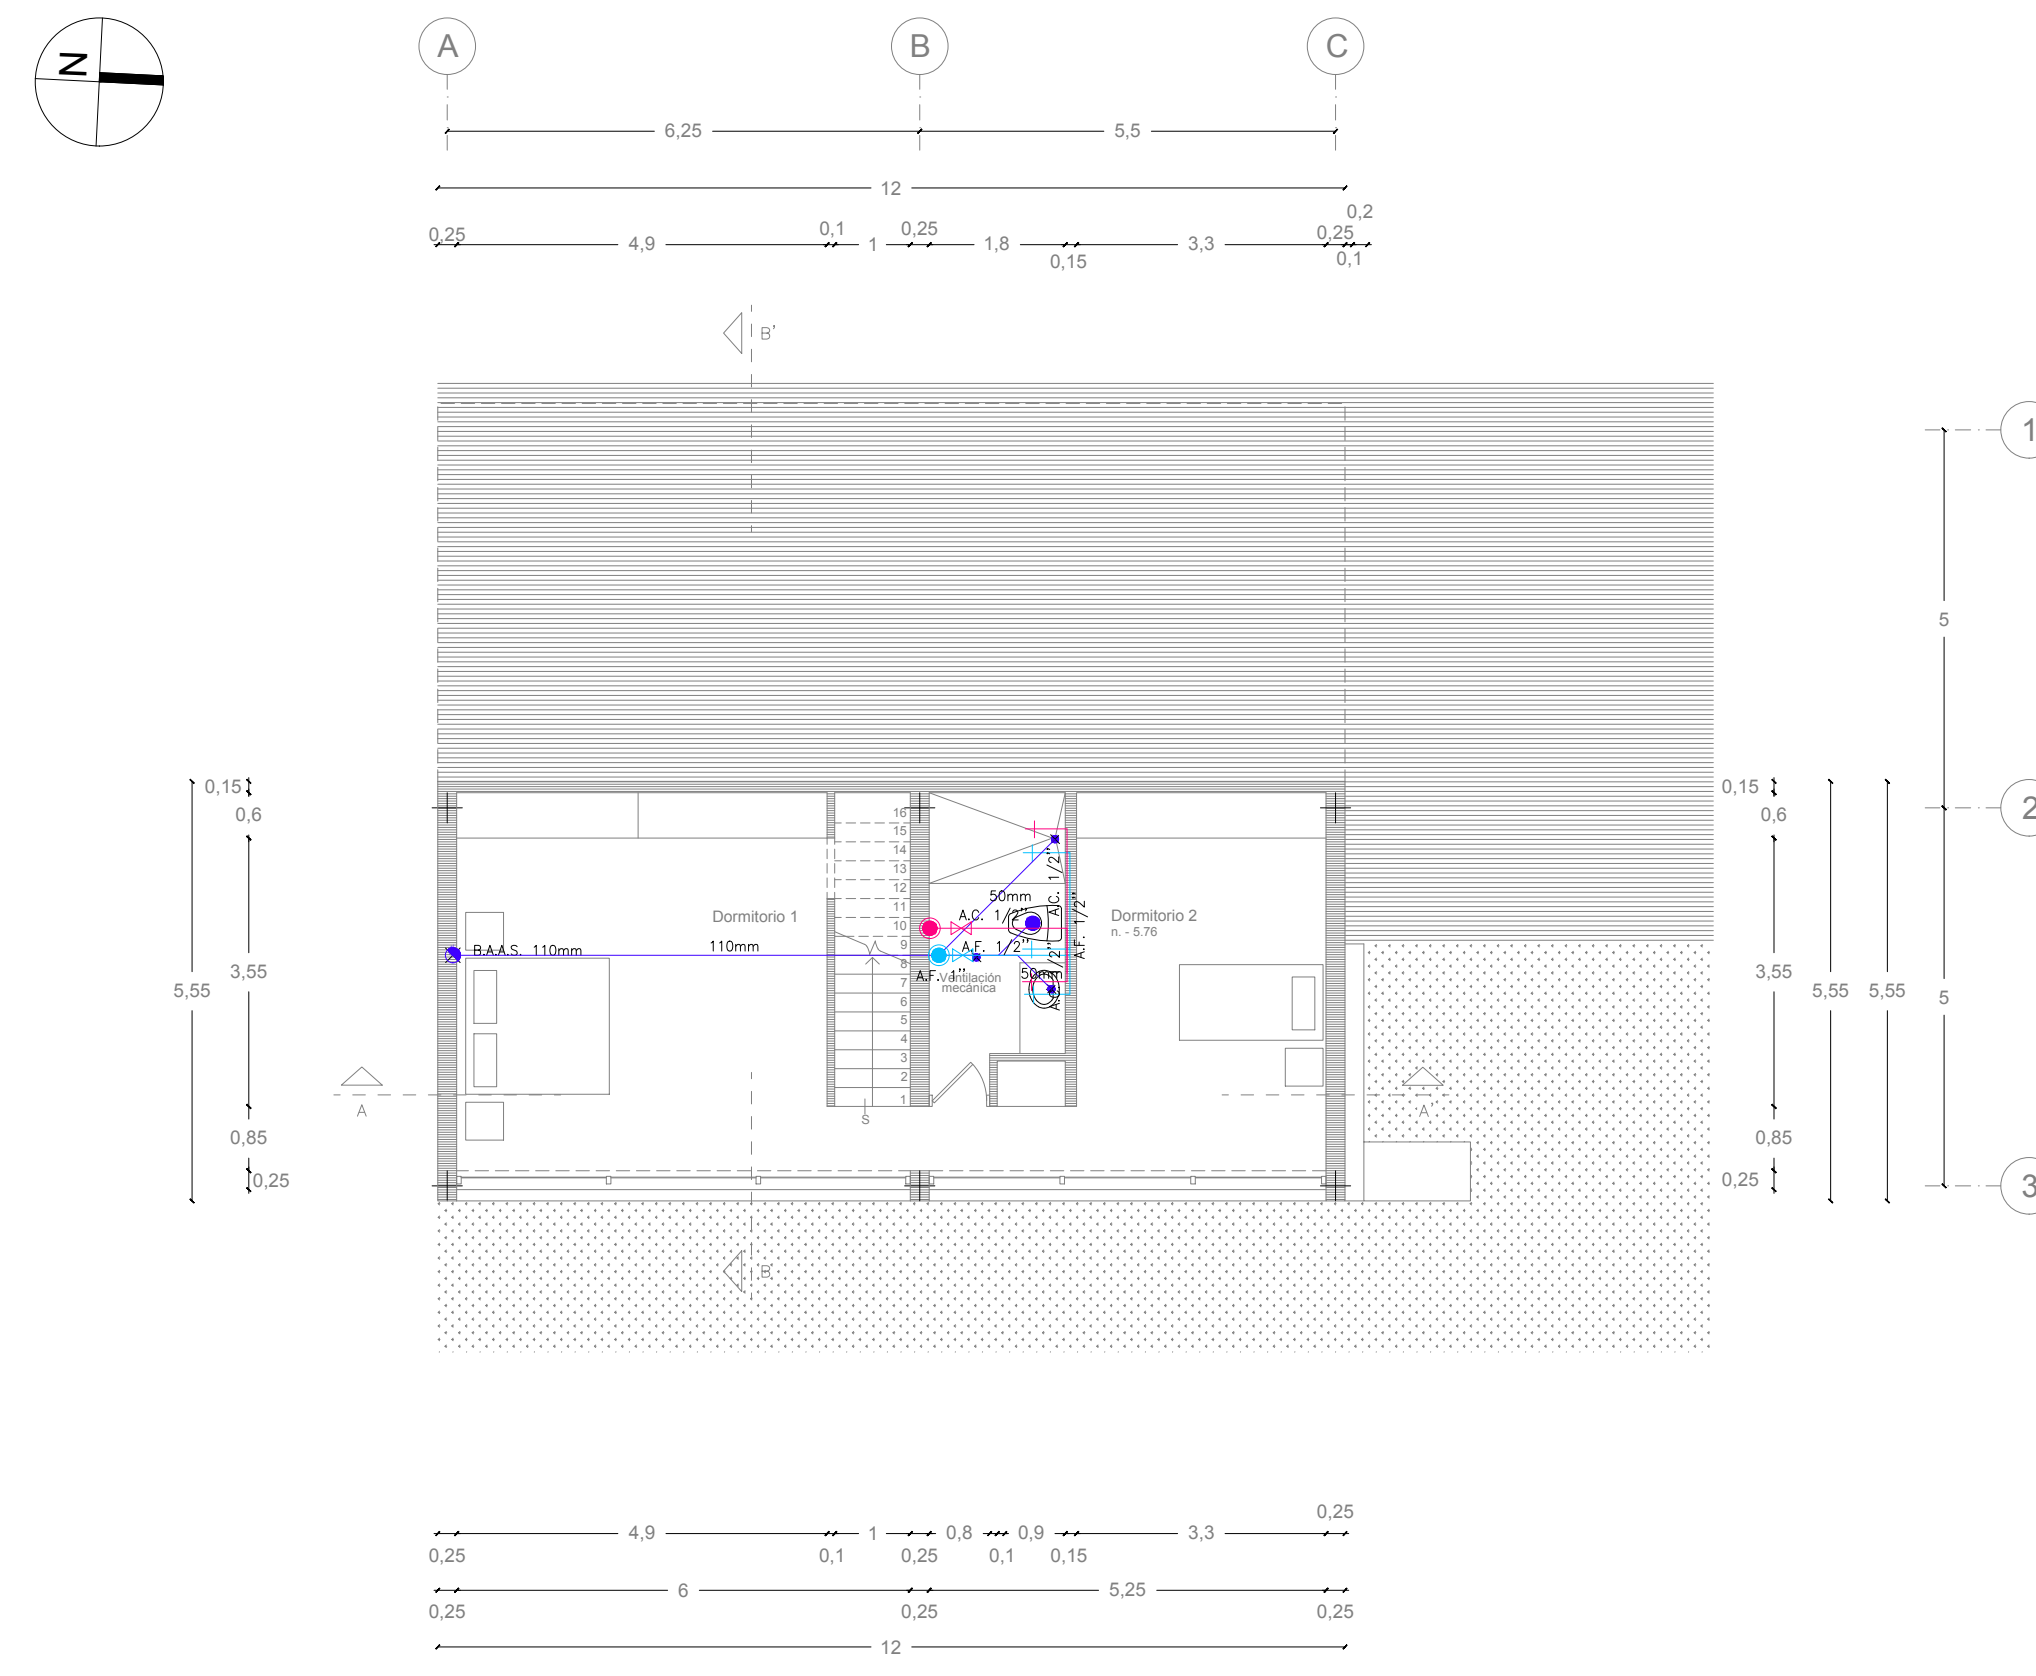 N
A
B
C
6,25
5,5
12
0,2
0,25
4,9
0,1
1
0,25
1,8
0,15
3,3
0,25
0,1
B'
1
5
0,15
0,6
3,55
5,55
0,85
0,25
16
15
14
13
12
11
10
9
8
7
6
5
4
3
2
1
S
Dormitorio 1
B.A.A.S. 110mm
110mm
50mm
A.C. 1/2"
A.F. 1/2"
A.F. 1"
Ventilación
mecánica
50mm
A.C. 1/2"
A.F. 1/2"
Dormitorio 2
n. - 5.76
0,15
0,6
3,55
0,85
0,25
5,55
5,55
2
5
3
A
A'
B
0,25
4,9
0,1
1
0,25
0,8
0,1
0,9
0,15
3,3
0,25
0,25
6
0,25
5,25
0,25
12